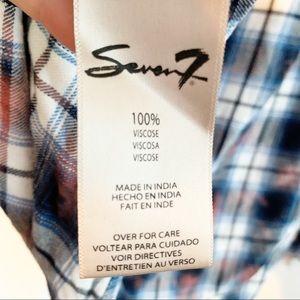 Seven7
100%
VISCOSE
VISCOSA
VISCOSE
MADE IN INDIA
HECHO EN INDIA
FAIT EN INDE
OVER FOR CARE
VOLTEAR PARA CUIDADO
VOIR DIRECTIVES
D'ENTRETIEN AU VERSO